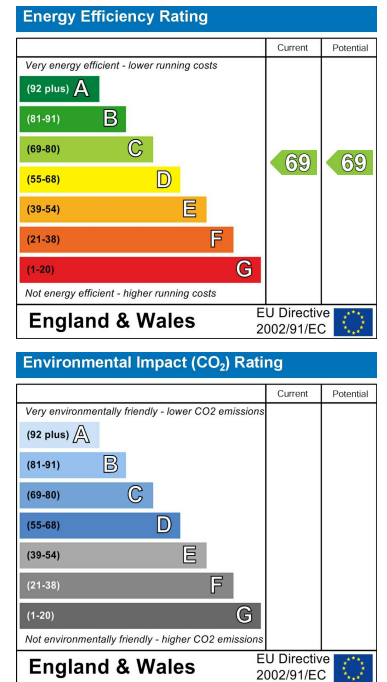 Energy Efficiency Rating
Current Potential
Very energy efficient - lower running costs
(92 plus) A
(81-91) B
(69-80) C
69 69
(55-68) D
(39-54) E
(21-38) F
(1-20) G
Not energy efficient - higher running costs
England & Wales
EU Directive
2002/91/EC
Environmental Impact (CO₂) Rating
Current Potential
Very environmentally friendly - lower CO2 emissions
(92 plus) A
(81-91) B
(69-80) C
(55-68) D
(39-54) E
(21-38) F
(1-20) G
Not environmentally friendly - higher CO2 emissions
England & Wales
EU Directive
2002/91/EC